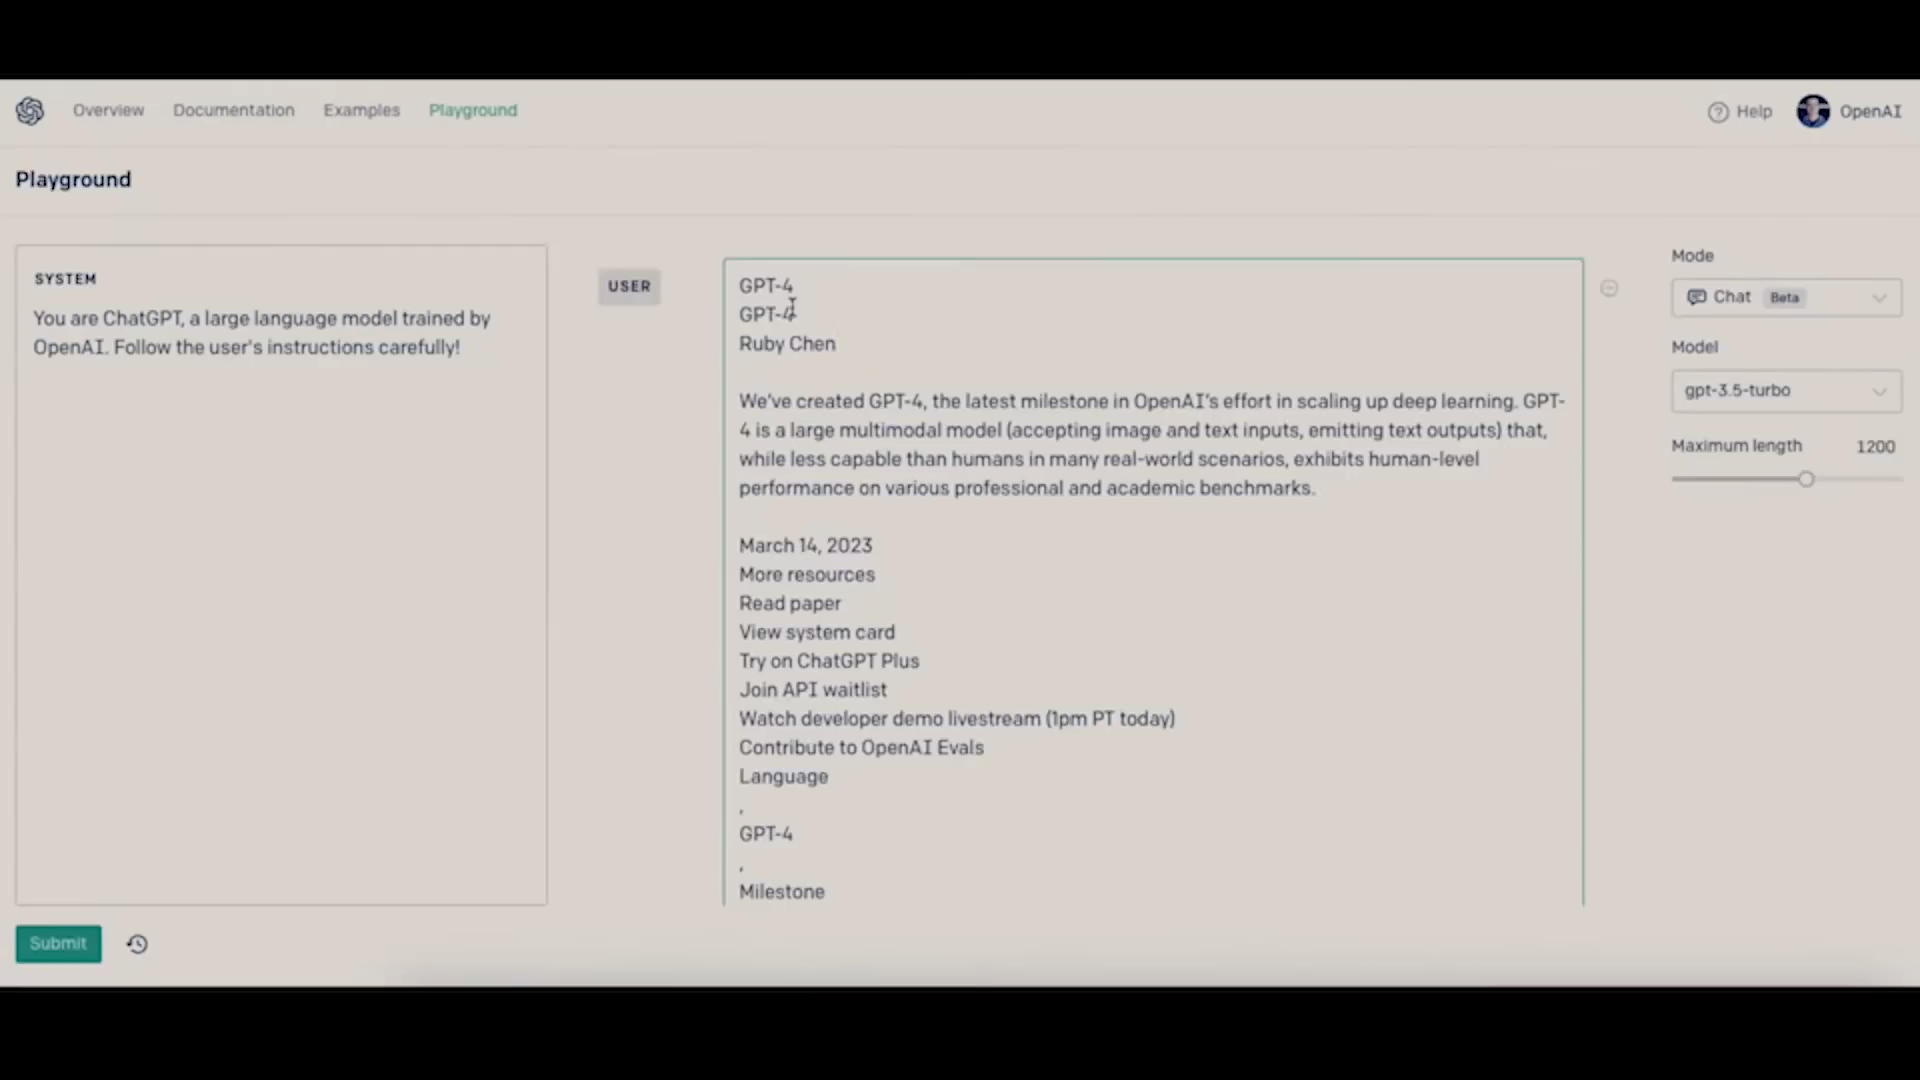 Overview Documentation Examples Playground Help OpenAI
Playground
SYSTEM
You are ChatGPT, a large language model trained by
OpenAI. Follow the user's instructions carefully!
USER
GPT-4
GPT-4
Ruby Chen
We've created GPT-4, the latest milestone in OpenAI's effort in scaling up deep learning. GPT-
4 is a large multimodal model (accepting image and text inputs, emitting text outputs) that,
while less capable than humans in many real-world scenarios, exhibits human-level
performance on various professional and academic benchmarks.
March 14, 2023
More resources
Read paper
View system card
Try on ChatGPT Plus
Join API waitlist
Watch developer demo livestream (1pm PT today)
Contribute to OpenAI Evals
Language
,
GPT-4
,
Milestone
Mode
Chat Beta
Model
gpt-3.5-turbo
Maximum length 1200
Submit